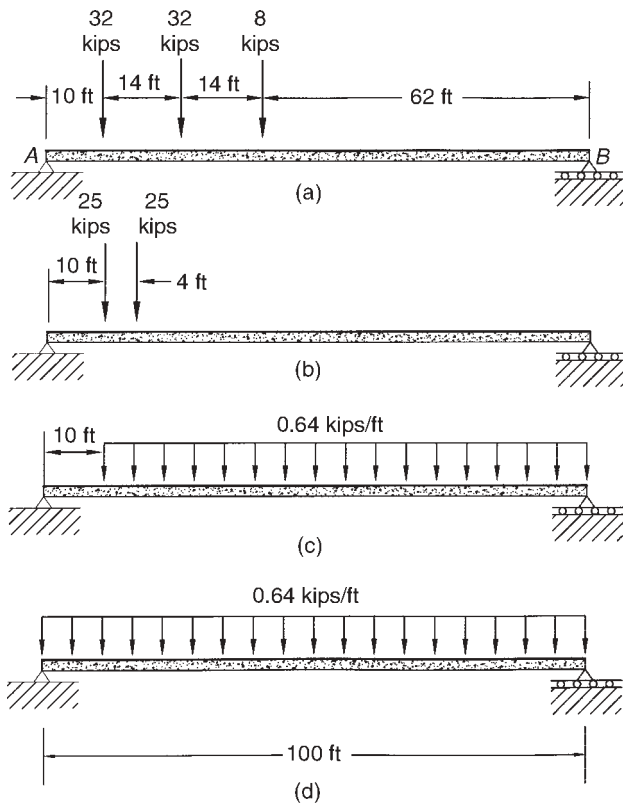 32 32 8
kips kips kips
10 ft 14 ft 14 ft 62 ft
A B
(a)
25 25
kips kips
10 ft 4 ft
(b)
10 ft 0.64 kips/ft
(c)
0.64 kips/ft
100 ft
(d)